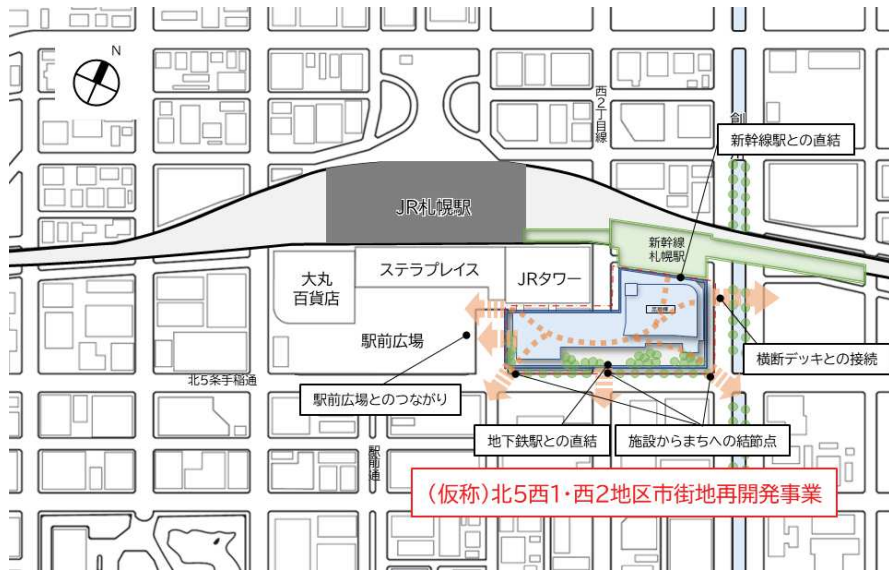 N
西2丁目線
創
新幹線駅との直結
JR札幌駅
新幹線
札幌駅
大丸
百貨店
ステラプレイス
JRタワー
駅前広場
横断デッキとの接続
北5条手稲通
駅前広場とのつながり
地下鉄駅との直結
施設からまちへの結節点
駅前通
(仮称)北5西1・西2地区市街地再開発事業